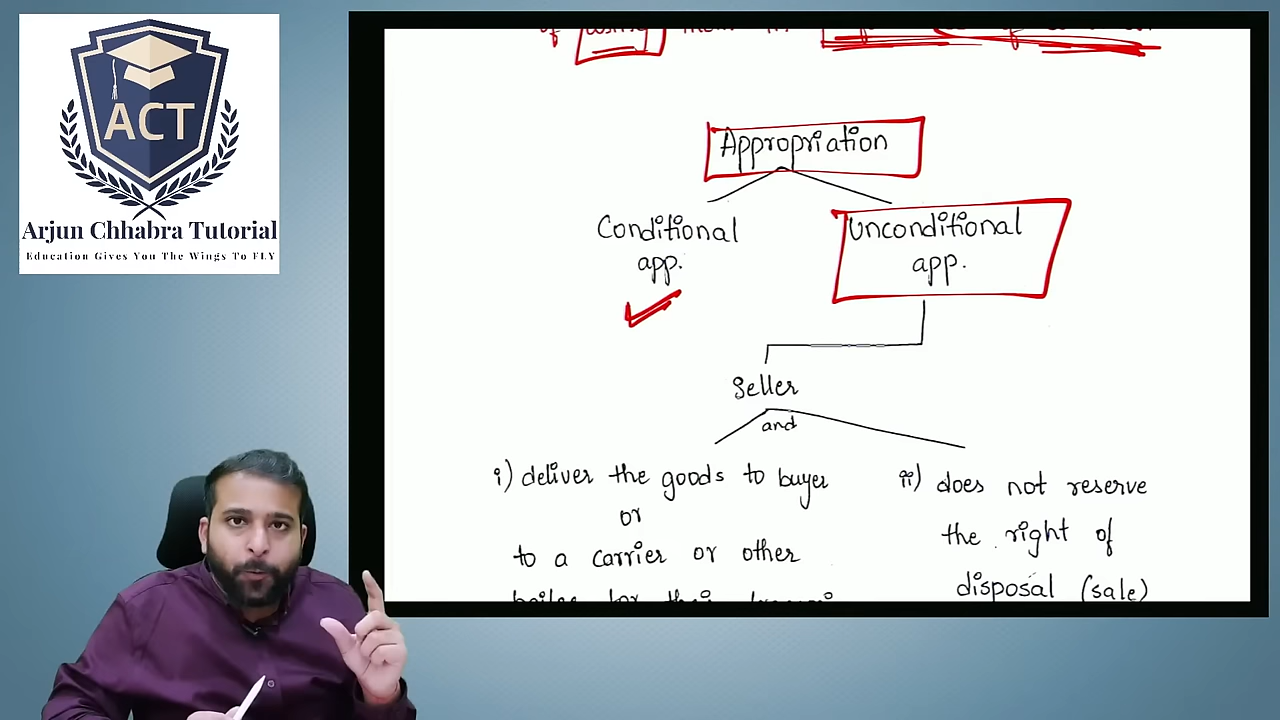 ACT
Arjun Chhabra Tutorial
Education Gives You The Wings To FLY
of
Appropriation
Conditional
app.
Unconditional
app.
Seller
and
i) deliver the goods to buyer
or
to a carrier or other
ii) does not reserve
the right of
disposal (sale)